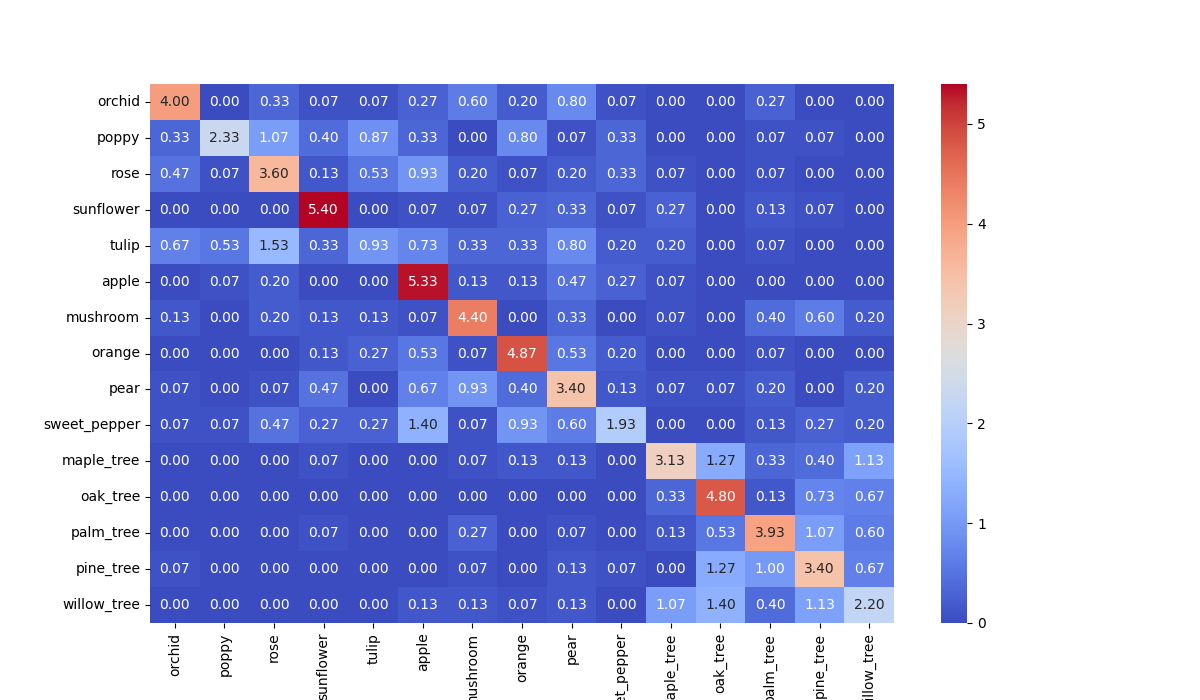 orchid 4.00 0.00 0.33 0.07 0.07 0.27 0.60 0.20 0.80 0.07 0.00 0.00 0.27 0.00 0.00
poppy 0.33 2.33 1.07 0.40 0.87 0.33 0.00 0.80 0.07 0.33 0.00 0.00 0.07 0.07 0.00
rose 0.47 0.07 3.60 0.13 0.53 0.93 0.20 0.07 0.20 0.33 0.07 0.00 0.07 0.00 0.00
sunflower 0.00 0.00 0.00 5.40 0.00 0.07 0.07 0.27 0.33 0.07 0.27 0.00 0.13 0.07 0.00
tulip 0.67 0.53 1.53 0.33 0.93 0.73 0.33 0.33 0.80 0.20 0.20 0.00 0.07 0.00 0.00
apple 0.00 0.07 0.20 0.00 0.00 5.33 0.13 0.13 0.47 0.27 0.07 0.00 0.00 0.00 0.00
mushroom 0.13 0.00 0.20 0.13 0.13 0.07 4.40 0.00 0.33 0.00 0.07 0.00 0.40 0.60 0.20
orange 0.00 0.00 0.00 0.13 0.27 0.53 0.07 4.87 0.53 0.20 0.00 0.00 0.07 0.00 0.00
pear 0.07 0.00 0.07 0.47 0.00 0.67 0.93 0.40 3.40 0.13 0.07 0.07 0.20 0.00 0.20
sweet_pepper 0.07 0.07 0.47 0.27 0.27 1.40 0.07 0.93 0.60 1.93 0.00 0.00 0.13 0.27 0.20
maple_tree 0.00 0.00 0.00 0.07 0.00 0.00 0.07 0.13 0.13 0.00 3.13 1.27 0.33 0.40 1.13
oak_tree 0.00 0.00 0.00 0.00 0.00 0.00 0.00 0.00 0.00 0.00 0.33 4.80 0.13 0.73 0.67
palm_tree 0.00 0.00 0.00 0.07 0.00 0.00 0.27 0.00 0.07 0.00 0.13 0.53 3.93 1.07 0.60
pine_tree 0.07 0.00 0.00 0.00 0.00 0.00 0.07 0.00 0.13 0.07 0.00 1.27 1.00 3.40 0.67
willow_tree 0.00 0.00 0.00 0.00 0.00 0.13 0.13 0.07 0.13 0.00 1.07 1.40 0.40 1.13 2.20
orchid
poppy
rose
sunflower
tulip
apple
ushroom
orange
pear
et_pepper
aple_tree
oak_tree
palm_tree
pine_tree
illow_tree
5
4
3
2
1
0